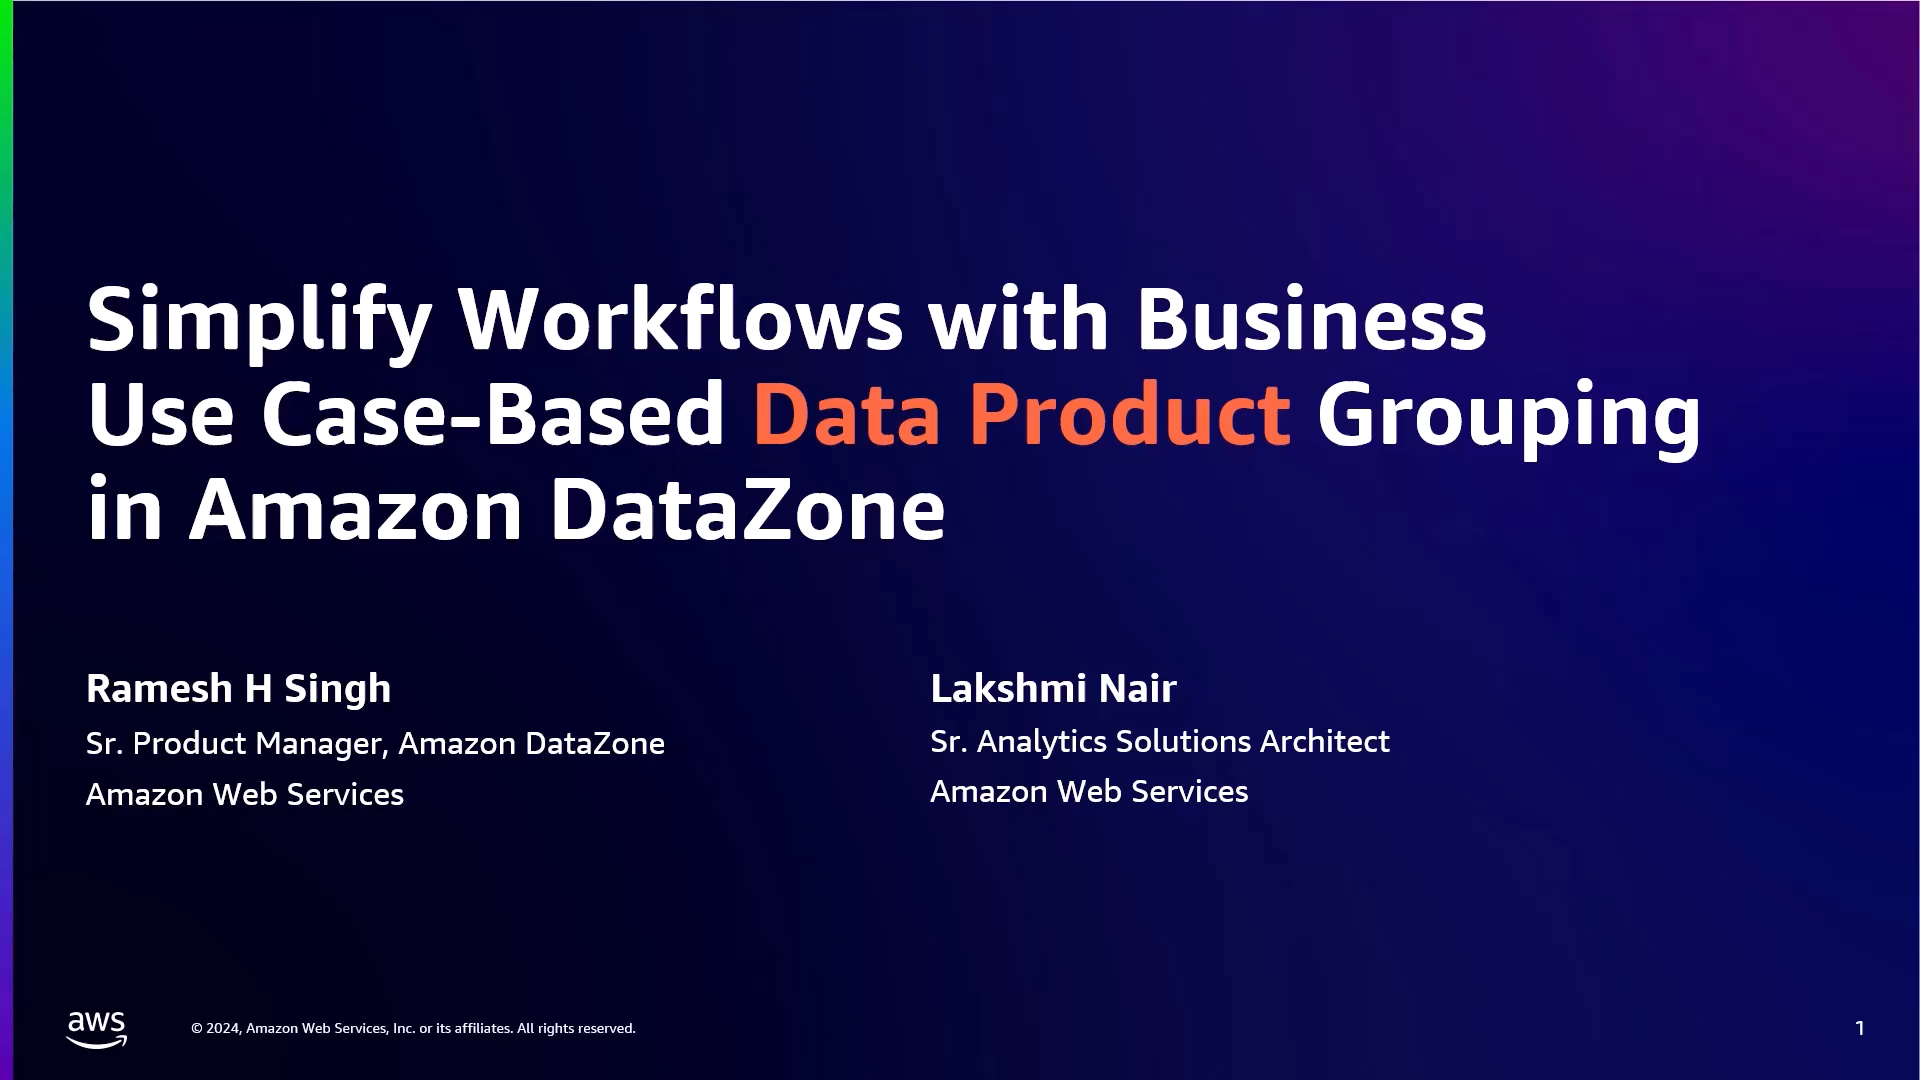 Simplify Workflows with Business
Use Case-Based Data Product Grouping
in Amazon DataZone
Ramesh H Singh
Sr. Product Manager, Amazon DataZone
Amazon Web Services
Lakshmi Nair
Sr. Analytics Solutions Architect
Amazon Web Services
aws
© 2024, Amazon Web Services, Inc. or its affiliates. All rights reserved.
1